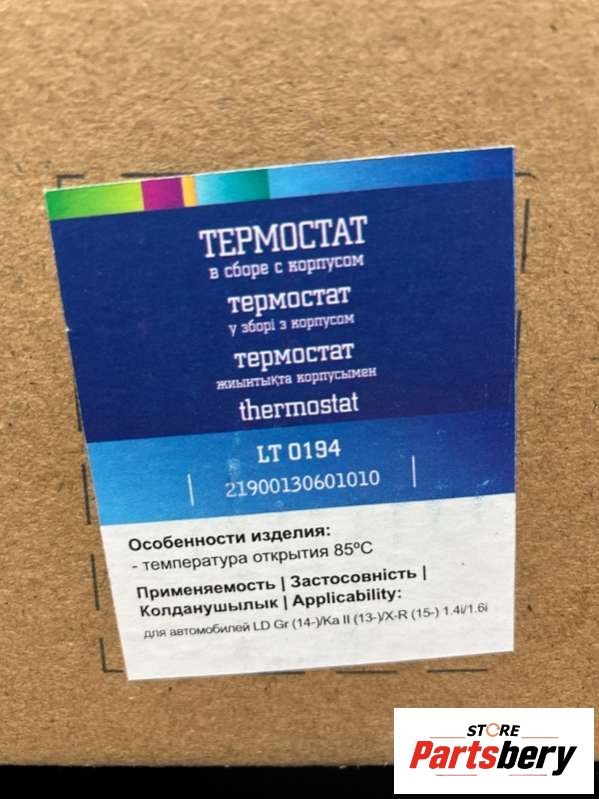 ТЕРМОСТАТ
в сборе с корпусом
термостат
у зборі з корпусом
термостат
жиынтықта корпусымен
thermostat
LT 0194
21900130601010
Особенности изделия:
- температура открытия 85ºС
Применяемость | Застосовність |
Колданушылык | Applicability:
для автомобилей LD Gr (14-)/Ka II (13-)/X-R (15-) 1.4i/1.6i
STORE
Partsbery